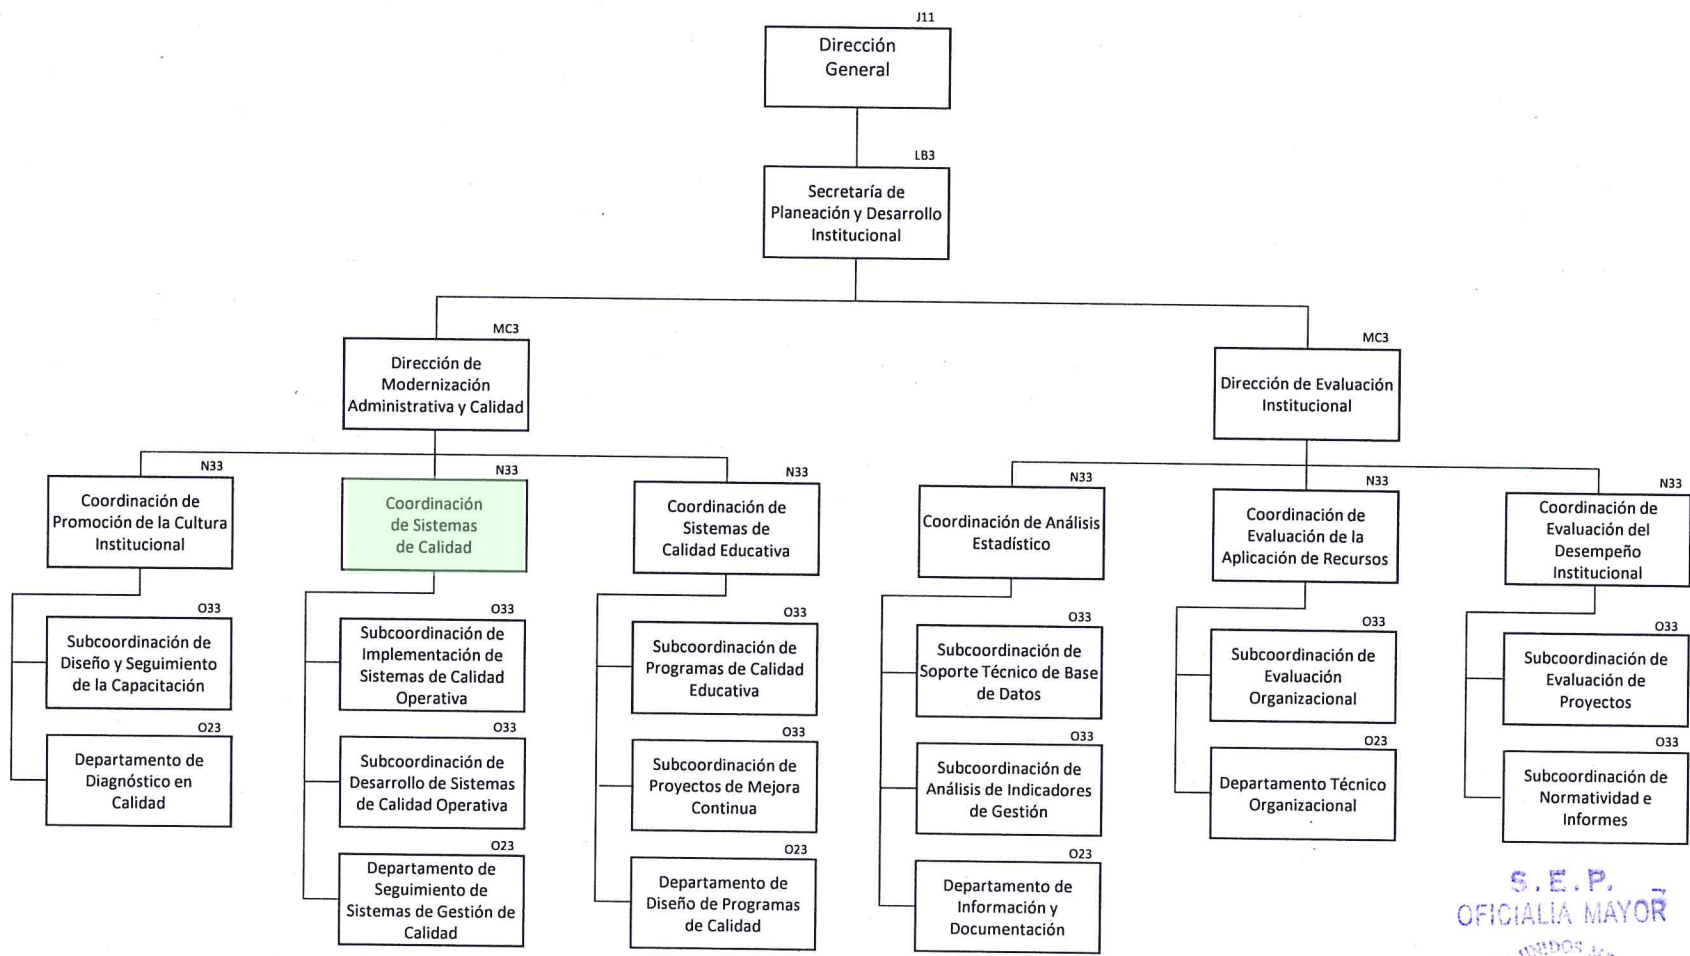 J11
Dirección
General
LB3
Secretaría de
Planeación y Desarrollo
Institucional
MC3
Dirección de
Modernización
Administrativa y Calidad
MC3
Dirección de Evaluación
Institucional
N33
Coordinación de
Promoción de la Cultura
Institucional
N33
Coordinación
de Sistemas
de Calidad
N33
Coordinación de
Sistemas de
Calidad Educativa
N33
Coordinación de Análisis
Estadístico
N33
Coordinación de
Evaluación de la
Aplicación de Recursos
N33
Coordinación de
Evaluación del
Desempeño
Institucional
O33
Subcoordinación de
Diseño y Seguimiento
de la Capacitación
O33
Subcoordinación de
Implementación de
Sistemas de Calidad
Operativa
O33
Subcoordinación de
Programas de Calidad
Educativa
O33
Subcoordinación de
Soporte Técnico de Base
de Datos
O33
Subcoordinación de
Evaluación
Organizacional
O33
Subcoordinación de
Evaluación de
Proyectos
O23
Departamento de
Diagnóstico en
Calidad
O33
Subcoordinación de
Desarrollo de Sistemas
de Calidad Operativa
O33
Subcoordinación de
Proyectos de Mejora
Continua
O33
Subcoordinación de
Análisis de Indicadores
de Gestión
O23
Departamento Técnico
Organizacional
O33
Subcoordinación de
Normatividad e
Informes
O23
Departamento de
Seguimiento de
Sistemas de Gestión de
Calidad
O23
Departamento de
Diseño de Programas
de Calidad
O23
Departamento de
Información y
Documentación
S.E.P.
OFICIALIA MAYOR
UNIDOS